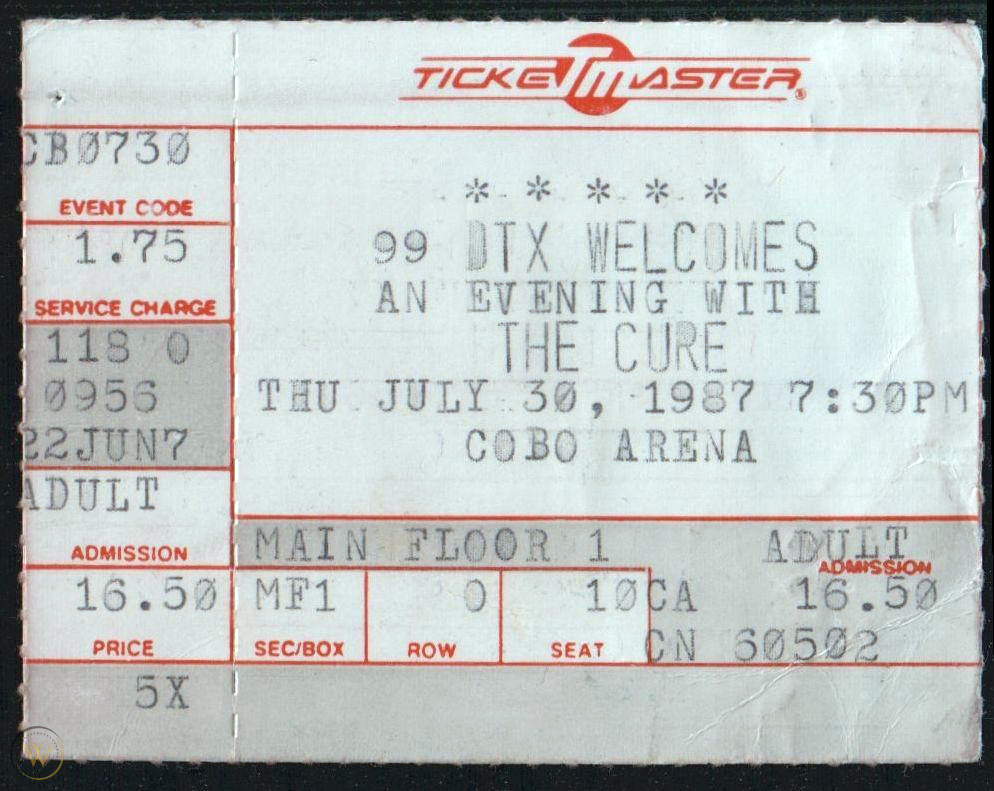 TICKETMASTER®
CB0730
EVENT CODE
1.75
SERVICE CHARGE
118 0
0956
22JUN7
ADULT
ADMISSION
16.50
PRICE
5X
* * * * *
99 DTX WELCOMES
AN EVENING WITH
THE CURE
THU JULY 30, 1987 7:30PM
COBO ARENA
MAIN FLOOR 1 ADULT
ADMISSION
MF1 0 10 CA 16.50
SEC/BOX ROW SEAT CN 60502
W